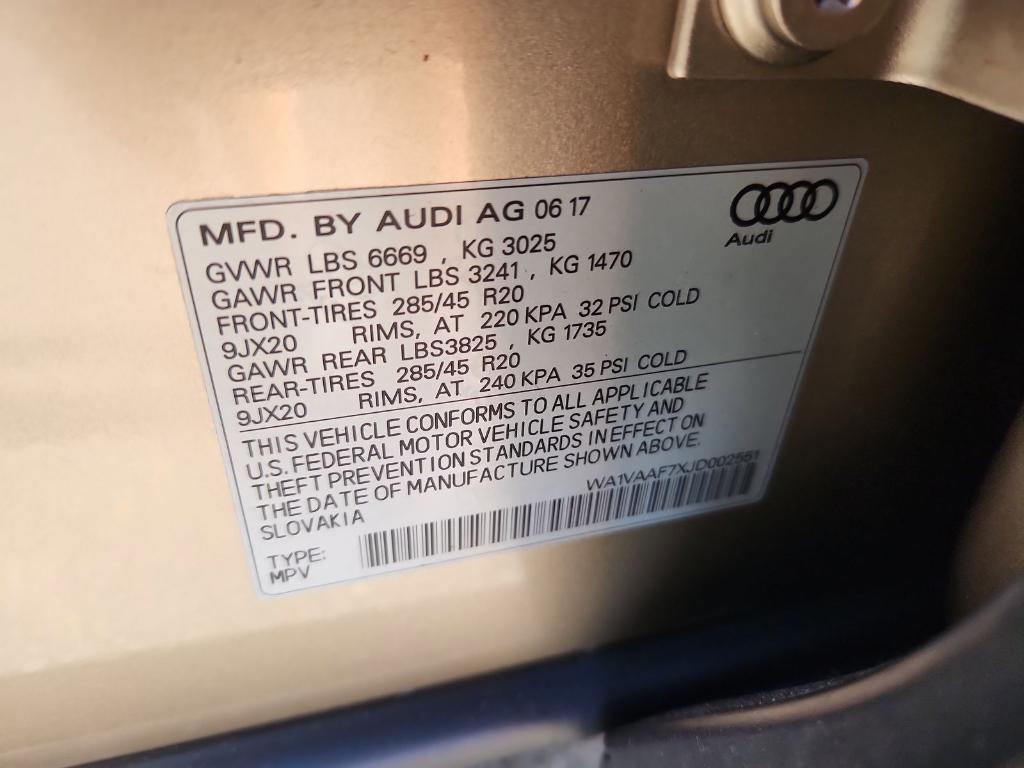 MFD. BY AUDI AG 06 17
Audi
GVWR LBS 6669 , KG 3025
GAWR FRONT LBS 3241 , KG 1470
FRONT-TIRES 285/45 R20
9JX20 RIMS, AT 220 KPA 32 PSI COLD
GAWR REAR LBS3825 , KG 1735
REAR-TIRES 285/45 R20
9JX20 RIMS, AT 240 KPA 35 PSI COLD
THIS VEHICLE CONFORMS TO ALL APPLICABLE
U.S. FEDERAL MOTOR VEHICLE SAFETY AND
THEFT PREVENTION STANDARDS IN EFFECT ON
THE DATE OF MANUFACTURE SHOWN ABOVE.
SLOVAKIA
WA1VAAF7XJD002551
TYPE:
MPV